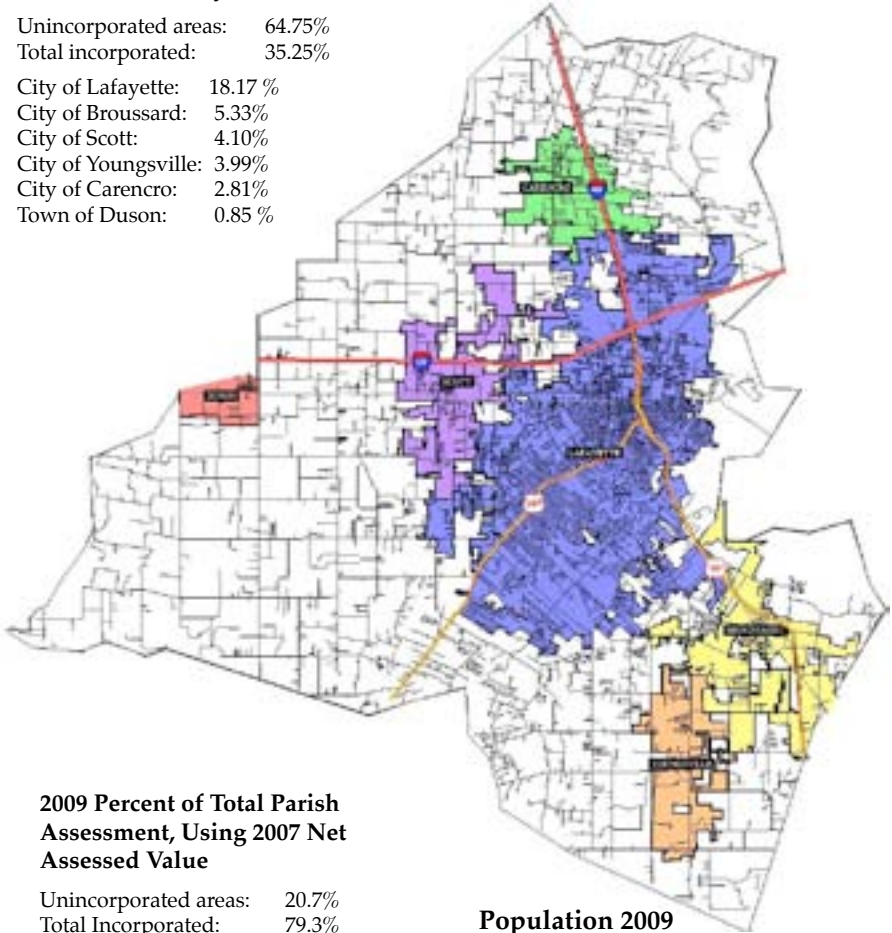 Unincorporated areas: 64.75%
Total incorporated: 35.25%
City of Lafayette: 18.17 %
City of Broussard: 5.33%
City of Scott: 4.10%
City of Youngsville: 3.99%
City of Carencro: 2.81%
Town of Duson: 0.85 %
CARENCRO
SCOTT
DUSON
LAFAYETTE
BROUSSARD
YOUNGSVILLE
2009 Percent of Total Parish
Assessment, Using 2007 Net
Assessed Value
Unincorporated areas: 20.7%
Total Incorporated: 79.3%
Population 2009